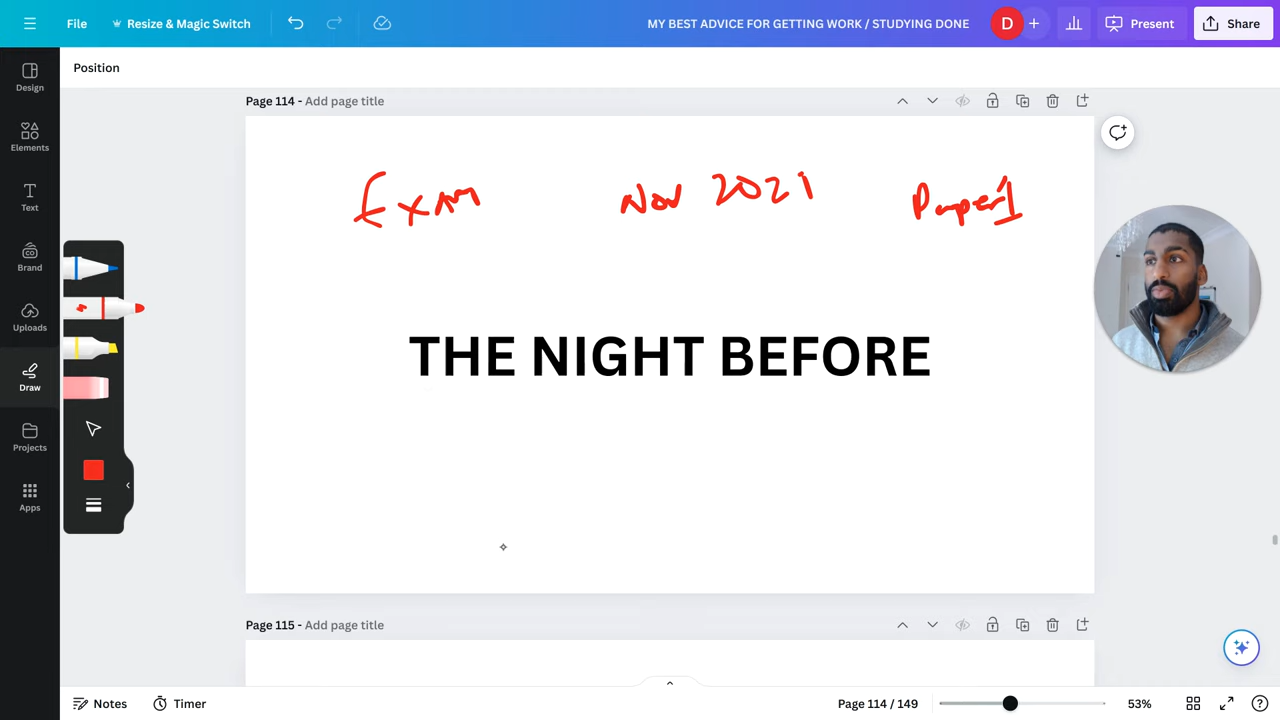 File
Resize & Magic Switch
MY BEST ADVICE FOR GETTING WORK / STUDYING DONE
D
Present
Share
Position
Design
Elements
Text
Brand
Uploads
Draw
Projects
Apps
Page 114 - Add page title
Exam Nov 2021 Paper 1
THE NIGHT BEFORE
Page 115 - Add page title
Notes
Timer
Page 114 / 149
53%